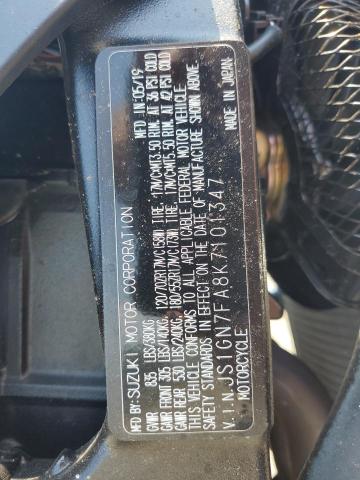 MFD.BY:SUZUKI MOTOR CORPORATION MFD.IN:05/19
GVWR 835 LBS/380KG
GAWR FRONT 305 LBS/140KG, 120/70ZR17M/C(58W) TIRE, 17M/CXMT3.50 RIM, AT 36 PSI COLD
GAWR REAR 530 LBS/240KG, 180/55ZR17M/C(73W) TIRE, 17M/CXMT5.50 RIM, AT 42 PSI COLD
THIS VEHICLE CONFORMS TO ALL APPLICABLE FEDERAL MOTOR VEHICLE
SAFETY STANDARDS IN EFFECT ON THE DATE OF MANUFACTURE SHOWN ABOVE.
V.I.N.JS1GN7FA8K7101347
MOTORCYCLE MADE IN JAPAN